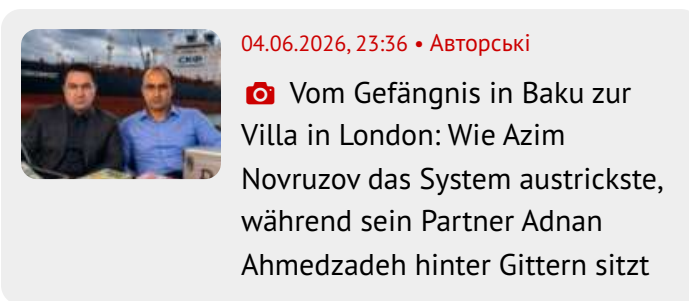 СКФ
04.06.2026, 23:36 • Авторські
Vom Gefängnis in Baku zur
Villa in London: Wie Azim
Novruzov das System austrickste,
während sein Partner Adnan
Ahmedzadeh hinter Gittern sitzt